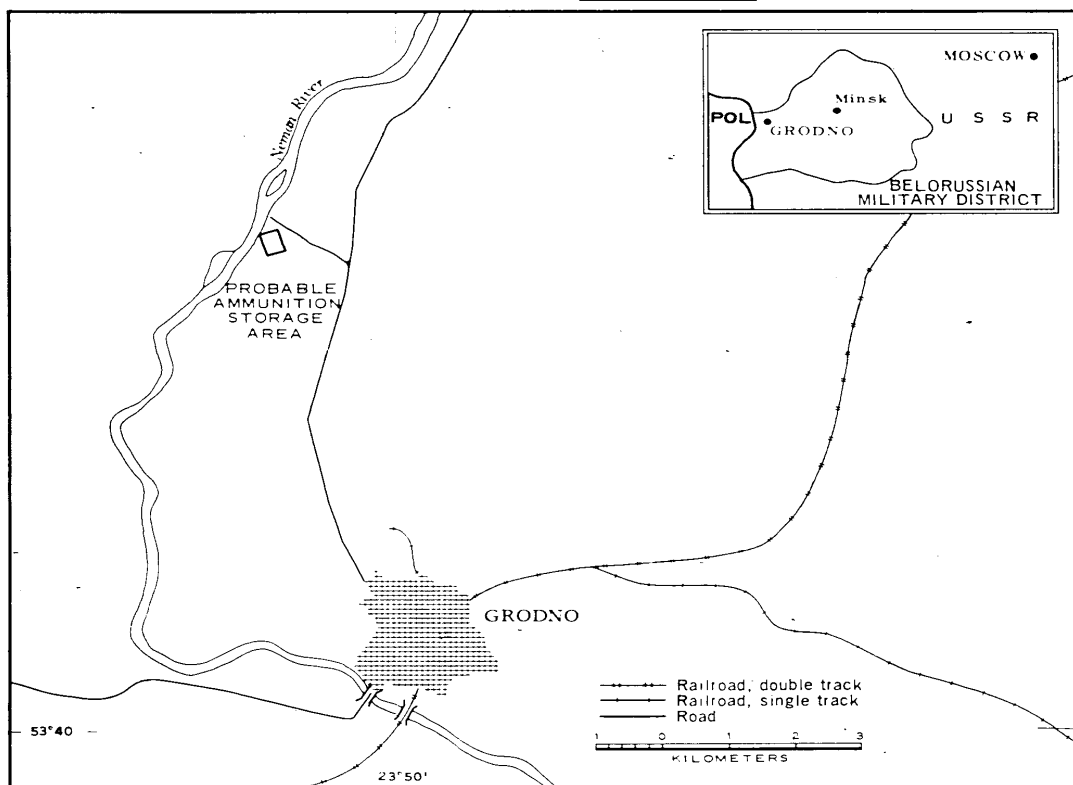 Neman River
MOSCOW
Minsk
POL
GRODNO
U S S R
BELORUSSIAN
MILITARY DISTRICT
PROBABLE
AMMUNITION
STORAGE
AREA
GRODNO
Railroad, double track
Railroad, single track
Road
1 0 1 2 3
KILOMETERS
53°40
23°50'